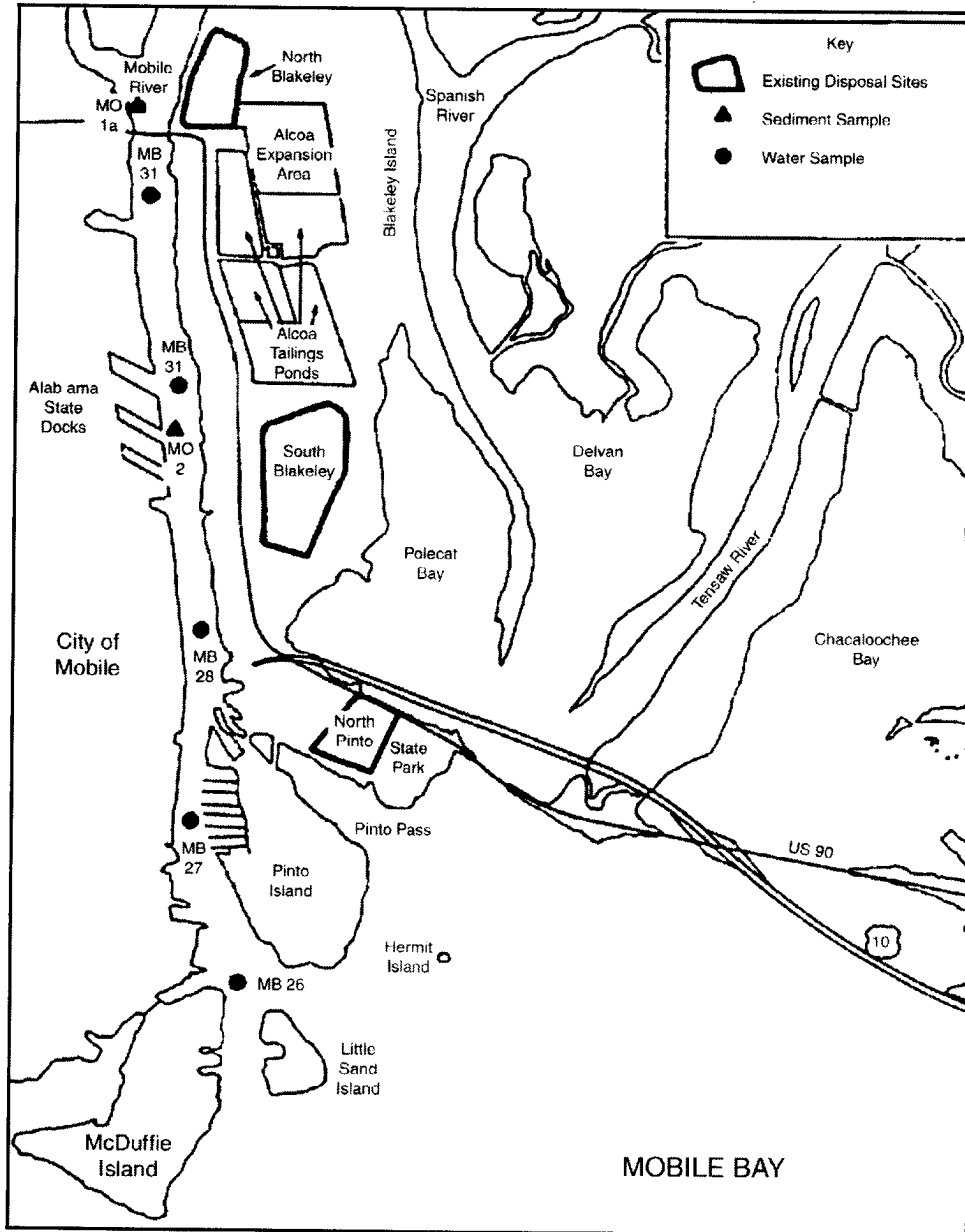 Key
Existing Disposal Sites
Sediment Sample
Water Sample
North
Blakeley
Mobile
River
MO
1a
Spanish
River
Alcoa
Expansion
Aroa
MB
31
Blakeley Island
Alcoa
Tailings
Ponds
MB
31
Alab ama
State
Docks
MO
2
South
Blakeley
Delvan
Bay
Polecat
Bay
Tensaw River
City of
Mobile
MB
28
Chacaloochee
Bay
North
Pinto
State
Park
Pinto Pass
MB
27
US 90
Pinto
Island
Hermit
Island
10
MB 26
Little
Sand
Island
McDuffie
Island
MOBILE BAY